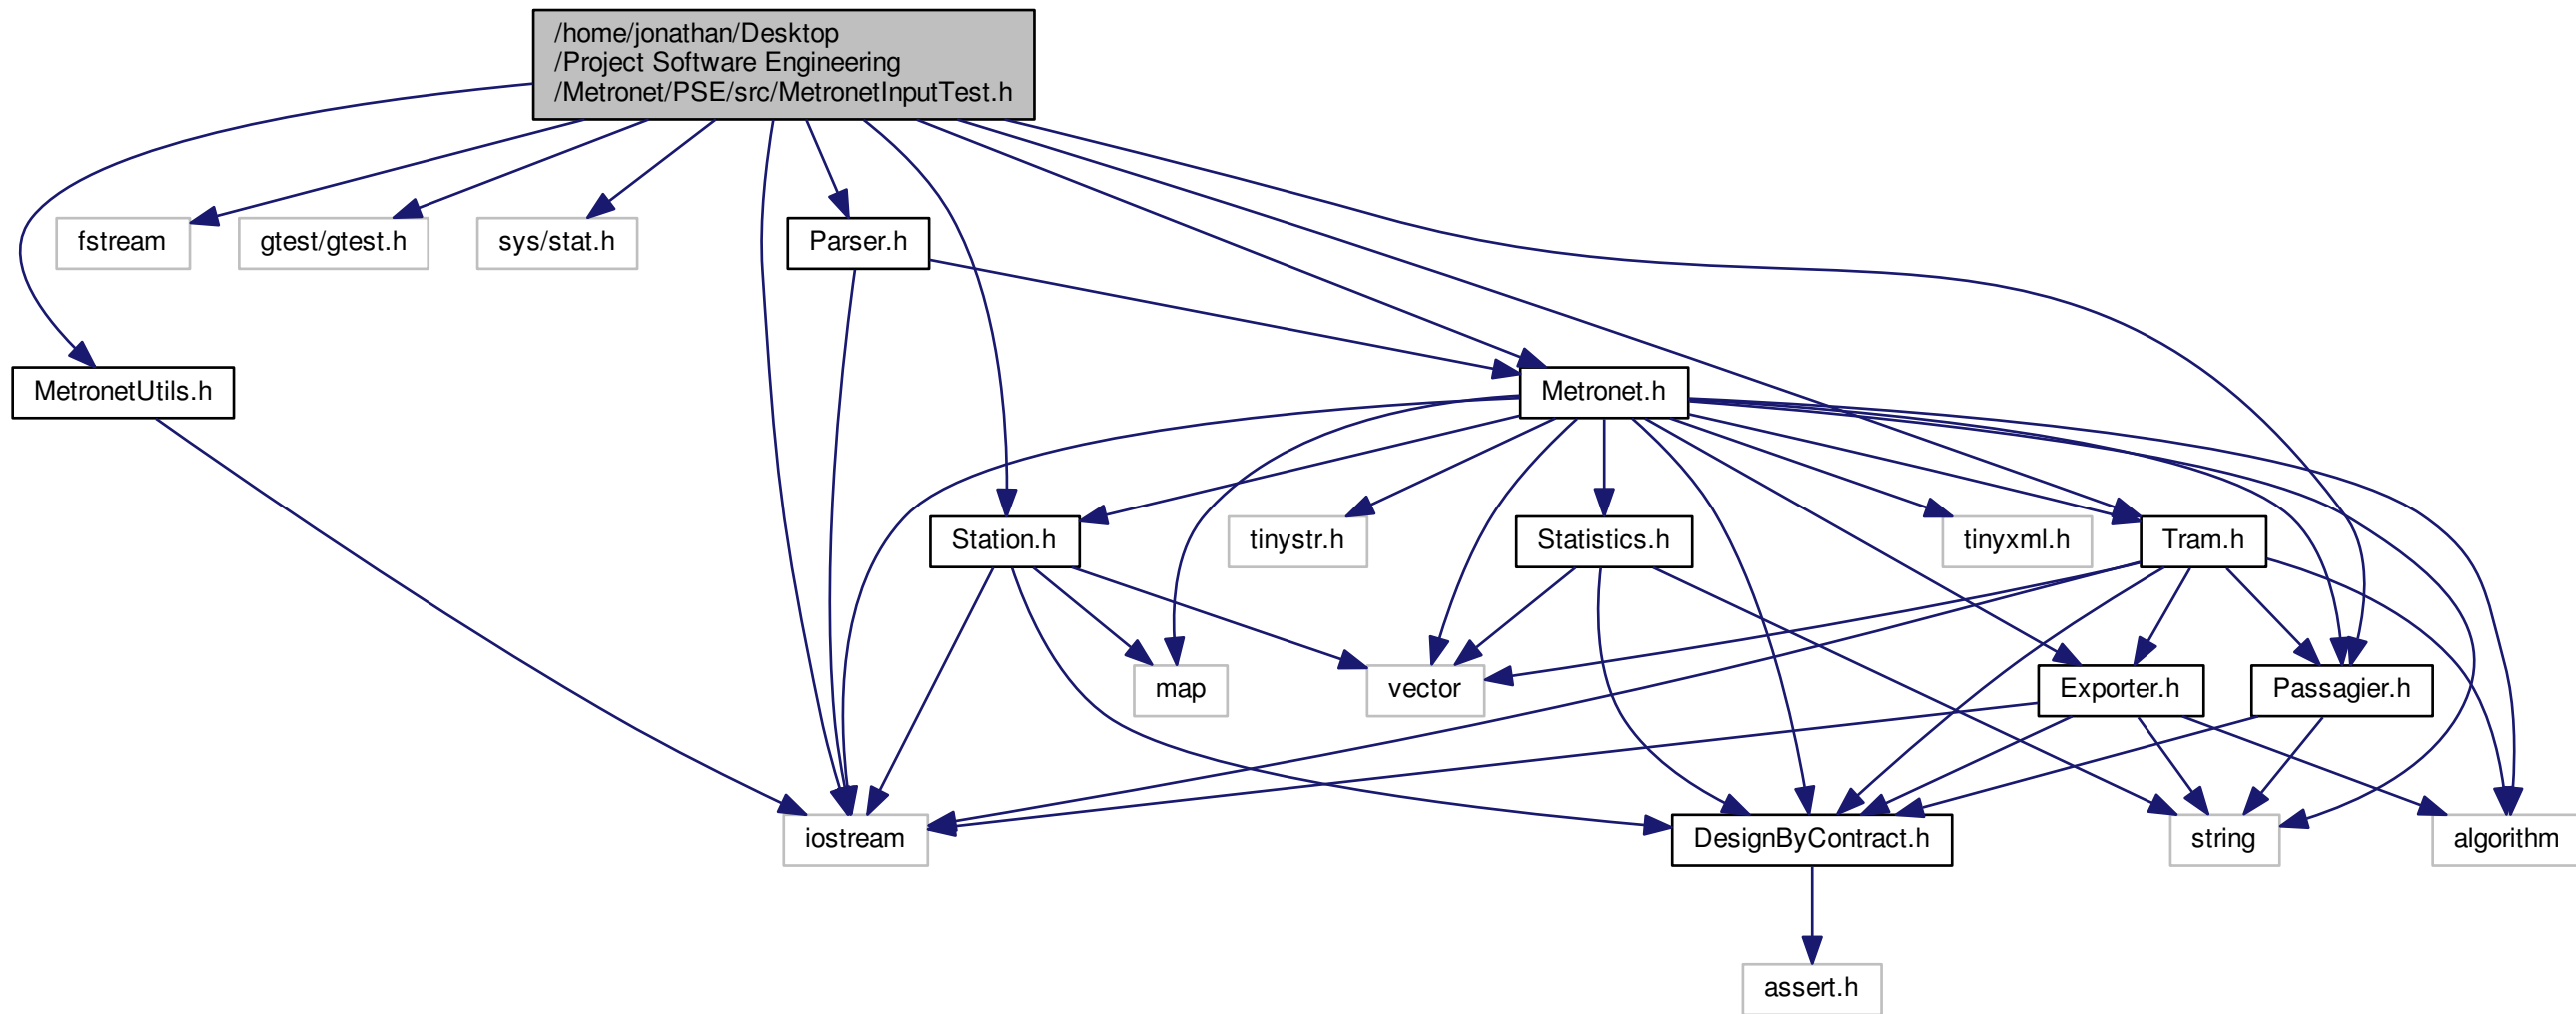 /home/jonathan/Desktop
/Project Software Engineering
/Metronet/PSE/src/MetronetInputTest.h
fstream
gtest/gtest.h
sys/stat.h
Parser.h
MetronetUtils.h
Metronet.h
Station.h
tinystr.h
Statistics.h
tinyxml.h
Tram.h
map
vector
Exporter.h
Passagier.h
iostream
DesignByContract.h
string
algorithm
assert.h